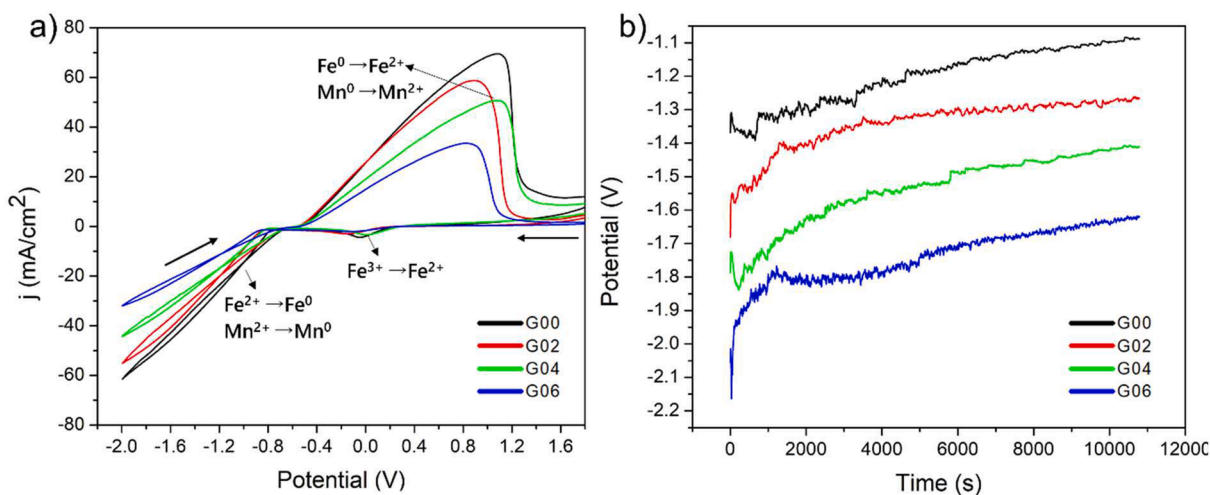 a)
80
60
40
20
0
-20
-40
-60
-80
j (mA/cm²)
Fe⁰ →Fe²⁺
Mn⁰ →Mn²⁺
Fe³⁺ →Fe²⁺
Fe²⁺ →Fe⁰
Mn²⁺ →Mn⁰
G00
G02
G04
G06
-2.0 -1.6 -1.2 -0.8 -0.4 0.0 0.4 0.8 1.2 1.6
Potential (V)
b)
-1.1
-1.2
-1.3
-1.4
-1.5
-1.6
-1.7
-1.8
-1.9
-2.0
-2.1
-2.2
Potential (V)
G00
G02
G04
G06
0 2000 4000 6000 8000 10000 12000
Time (s)